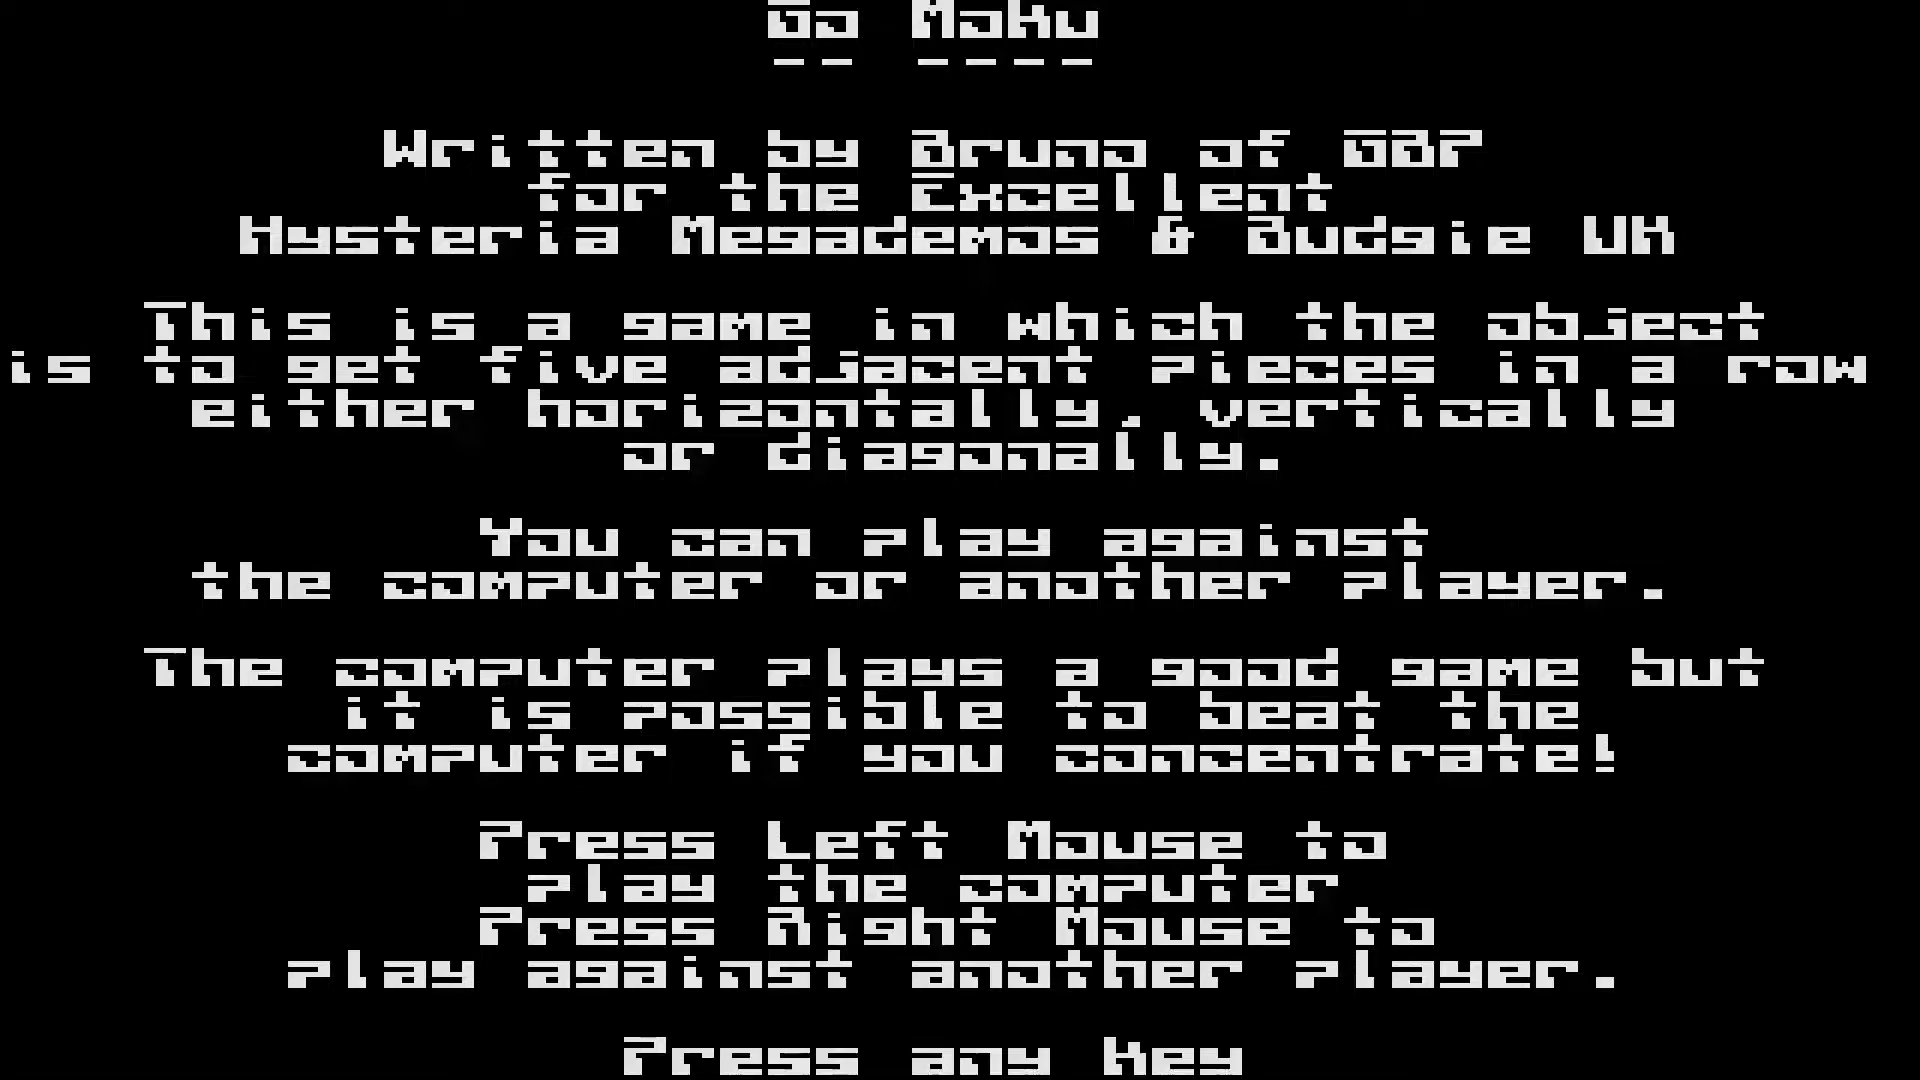 Go Moku
-- ----
Written by Bruno of GBP
for the Excellent
Hysteria Megademos & Budgie UK
This is a game in which the object
is to get five adjacent pieces in a row
either horizontally, vertically
or diagonally.
You can play against
the computer or another player.
The computer plays a good game but
it is possible to beat the
computer if you concentrate!
Press Left Mouse to
play the computer
Press Right Mouse to
play against another player.
Press any key